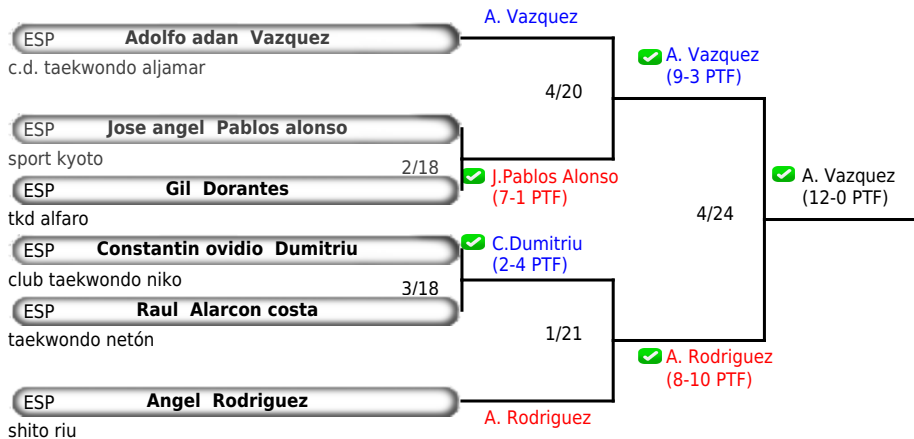 A. Vazquez
ESP Adolfo adan Vazquez
c.d. taekwondo aljamar
A. Vazquez
(9-3 PTF)
4/20
ESP Jose angel Pablos alonso
sport kyoto
2/18
J.Pablos Alonso
(7-1 PTF)
ESP Gil Dorantes
tkd alfaro
A. Vazquez
(12-0 PTF)
4/24
ESP Constantin ovidio Dumitriu
club taekwondo niko
C.Dumitriu
(2-4 PTF)
3/18
ESP Raul Alarcon costa
taekwondo netón
1/21
A. Rodriguez
(8-10 PTF)
ESP Angel Rodriguez
shito riu
A. Rodriguez